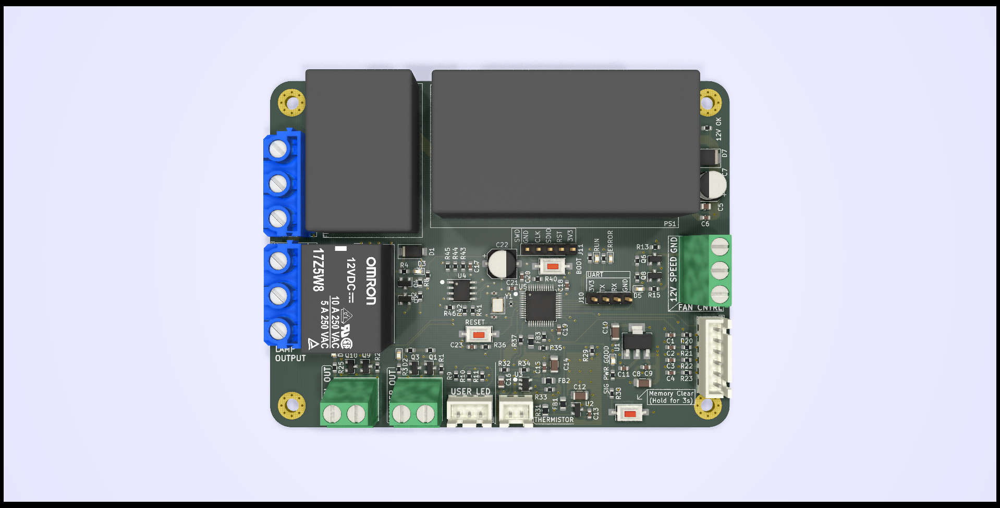 12V OK
D7
C7
+
C5
C6
PS1
SWD
GND
CLK
SDIO
RST
3V3
J11
RUN
ERROR
BOOT
C22
+
D1
R45
R44
R43
C17
U4
R4
D3
R8
Q4
Q2
OMRON
12VDC
17Z5W8
10 A 250 VAC
5 A 250 VAC
R46
R42
R41
C21
C20
U5
Y1
R40
C18
UART
3V3
TX
RX
GND
J10
R13
Q6
Q8
D5
R15
12V SPEED GND
FAN CNTRL
RESET
C23
R36
R37
FB3
C19
R35
C10
U1
R29
C1
C2
C3
C4
R20
R21
R22
R23
LAMP
OUTPUT
Q10
Q9
R25
OUT
D2
R3
Q3
Q1
R1
R9
R10
R11
USER LED
R32
R34
C16
U3
C14
FB2
R33
R31
FB1
C12
U2
C13
THERMISTOR
SIG PWR GOOD
C11
C8
C9
R30
Memory Clear
(Hold for 3s)